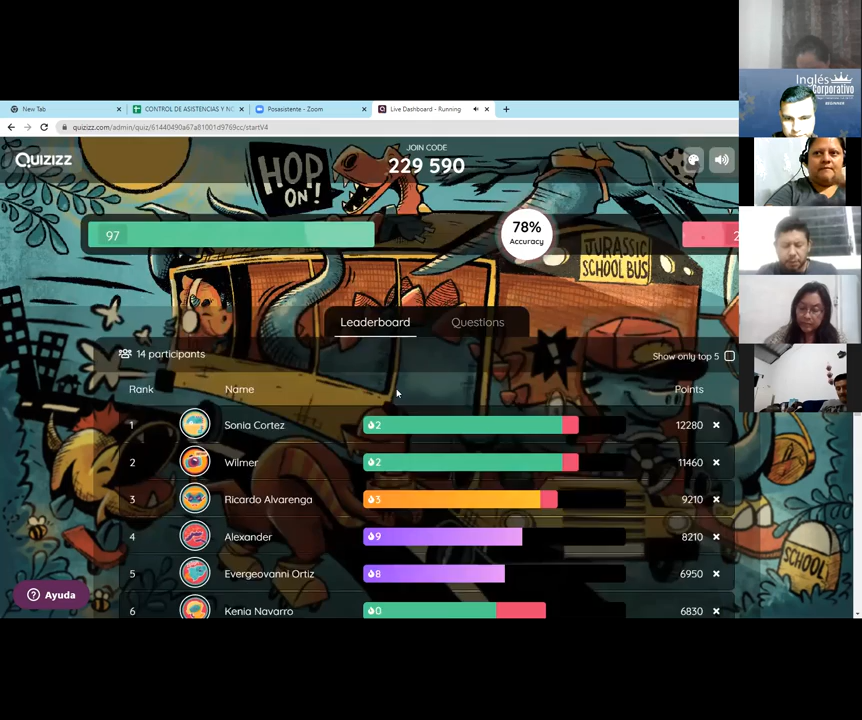 New Tab
CONTROL DE ASISTENCIAS Y NO
Posasistente - Zoom
Live Dashboard - Running
quizizz.com/admin/quiz/61440490a67a81001d9769cc/startV4
Inglés
Corporativo
BEGINNER
QUIZIZZ
HOP ON!
JOIN CODE
229 590
97
78%
Accuracy
2
JURASSIC
SCHOOL BUS
Leaderboard
Questions
14 participants
Show only top 5
Rank Name Points
1 Sonia Cortez 2 12280
2 Wilmer 2 11460
3 Ricardo Alvarenga 3 9210
4 Alexander 9 8210
5 Evergeovanni Ortiz 8 6950
6 Kenia Navarro 0 6830
SCHOOL
Ayuda